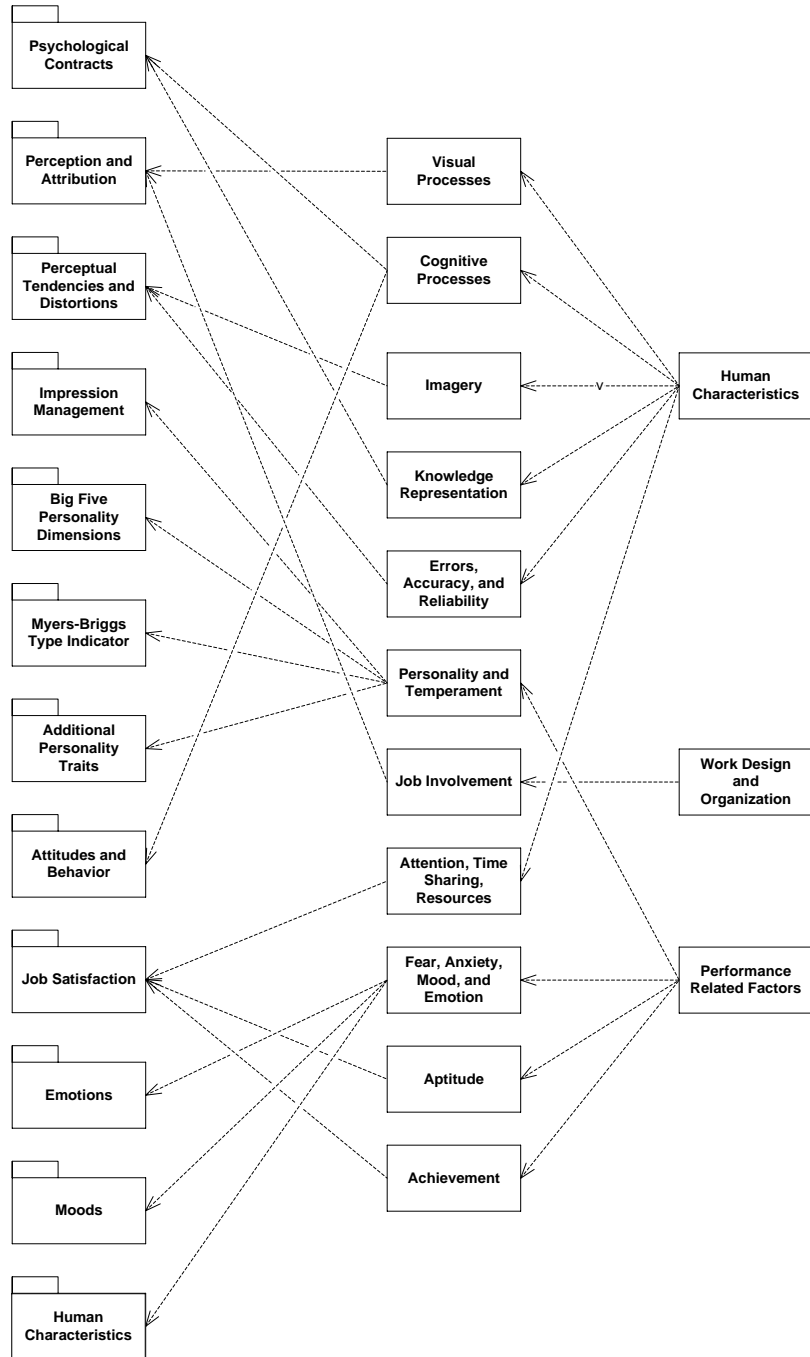 Psychological
Contracts
Perception and
Attribution
Perceptual
Tendencies and
Distortions
Impression
Management
Big Five
Personality
Dimensions
Myers-Briggs
Type Indicator
Additional
Personality
Traits
Attitudes and
Behavior
Job Satisfaction
Emotions
Moods
Human
Characteristics
Visual
Processes
Cognitive
Processes
Imagery
Knowledge
Representation
Errors,
Accuracy, and
Reliability
Personality and
Temperament
Job Involvement
Attention, Time
Sharing,
Resources
Fear, Anxiety,
Mood, and
Emotion
Aptitude
Achievement
v
Human
Characteristics
Work Design
and
Organization
Performance
Related Factors